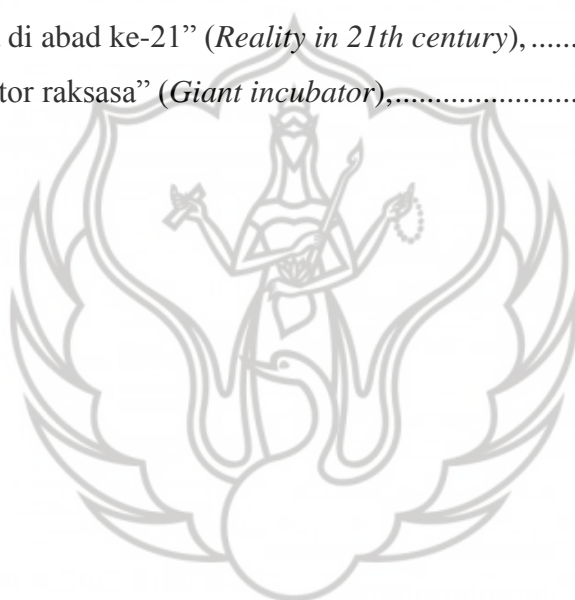 di abad ke-21” (Reality in 21th century),......
tor raksasa” (Giant incubator),......................